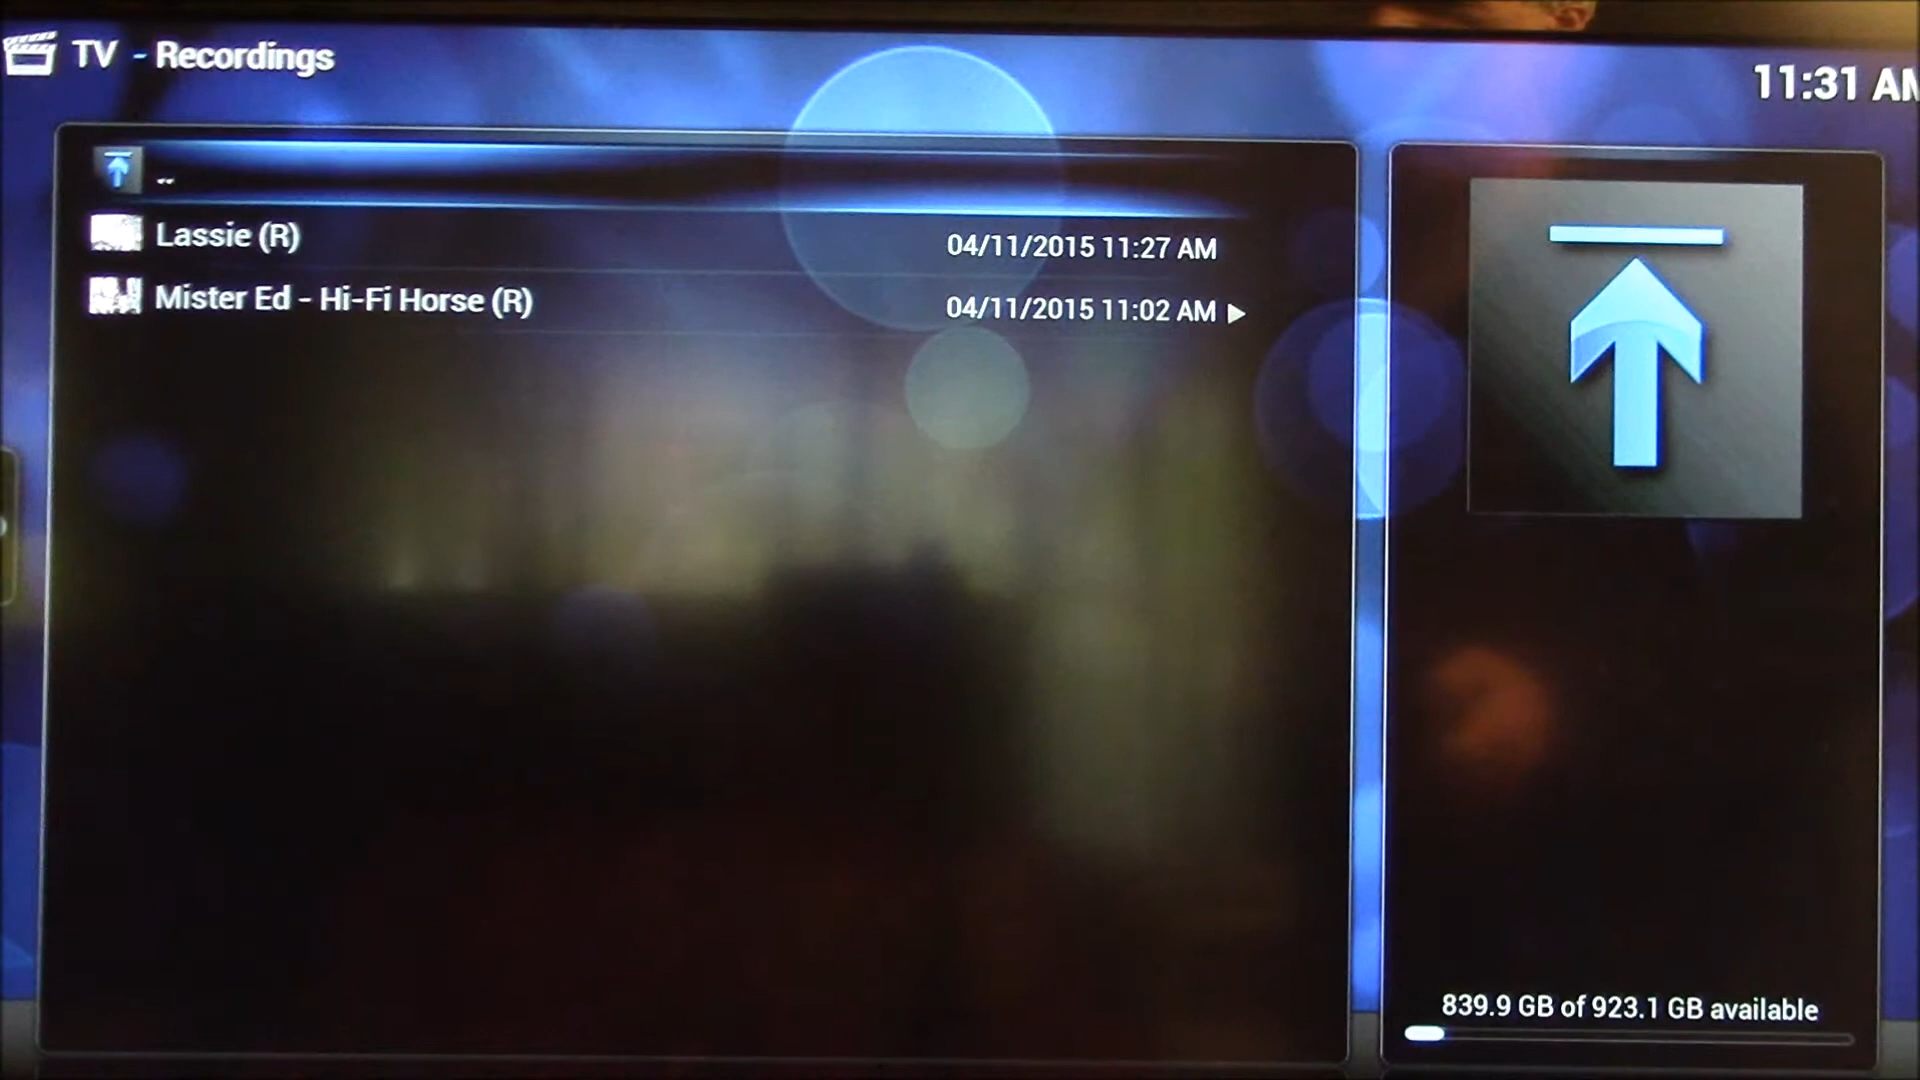 TV - Recordings
11:31 AM
..
Lassie (R) 04/11/2015 11:27 AM
Mister Ed - Hi-Fi Horse (R) 04/11/2015 11:02 AM
839.9 GB of 923.1 GB available